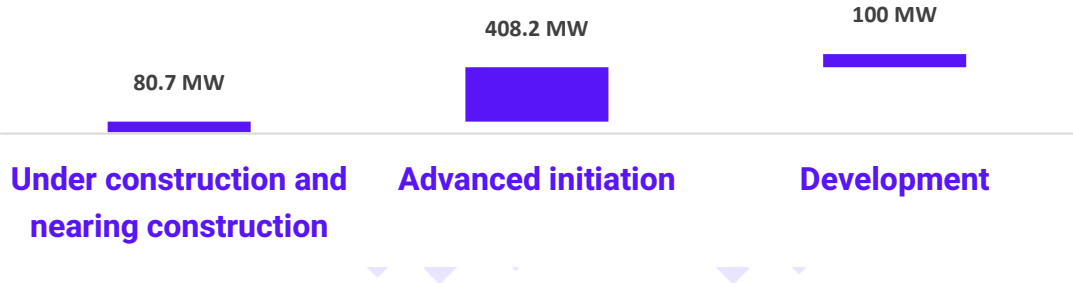 100 MW
408.2 MW
80.7 MW
Under construction and
nearing construction
Advanced initiation
Development